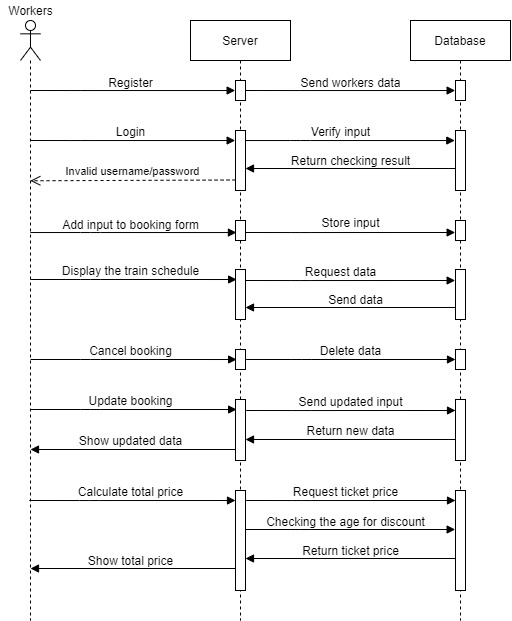 Workers
Server
Database
Register
Send workers data
Login
Verify input
Return checking result
Invalid username/password
Add input to booking form
Store input
Display the train schedule
Request data
Send data
Cancel booking
Delete data
Update booking
Send updated input
Return new data
Show updated data
Calculate total price
Request ticket price
Checking the age for discount
Return ticket price
Show total price